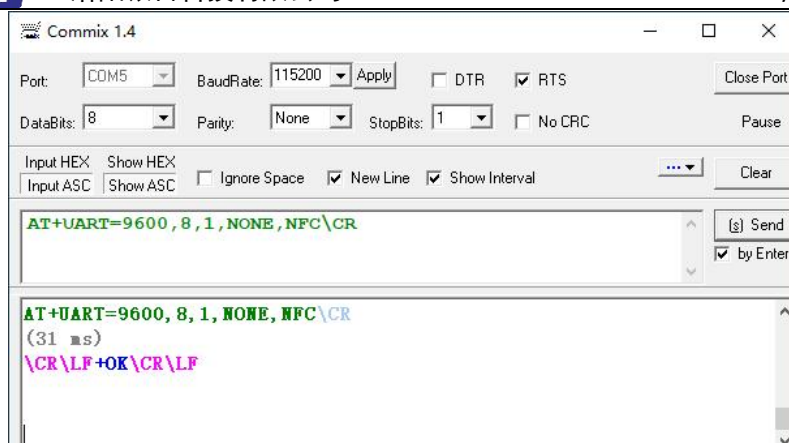 Commix 1.4
Port: COM5 BaudRate: 115200 Apply DTR RTS Close Port
DataBits: 8 Parity: None StopBits: 1 No CRC Pause
Input HEX Show HEX
Input ASC Show ASC Ignore Space New Line Show Interval ... Clear
AT+UART=9600,8,1,NONE,NFC\CR (s) Send
by Enter
AT+UART=9600,8,1,NONE,NFC\CR
(31 ms)
\CR\LF+OK\CR\LF